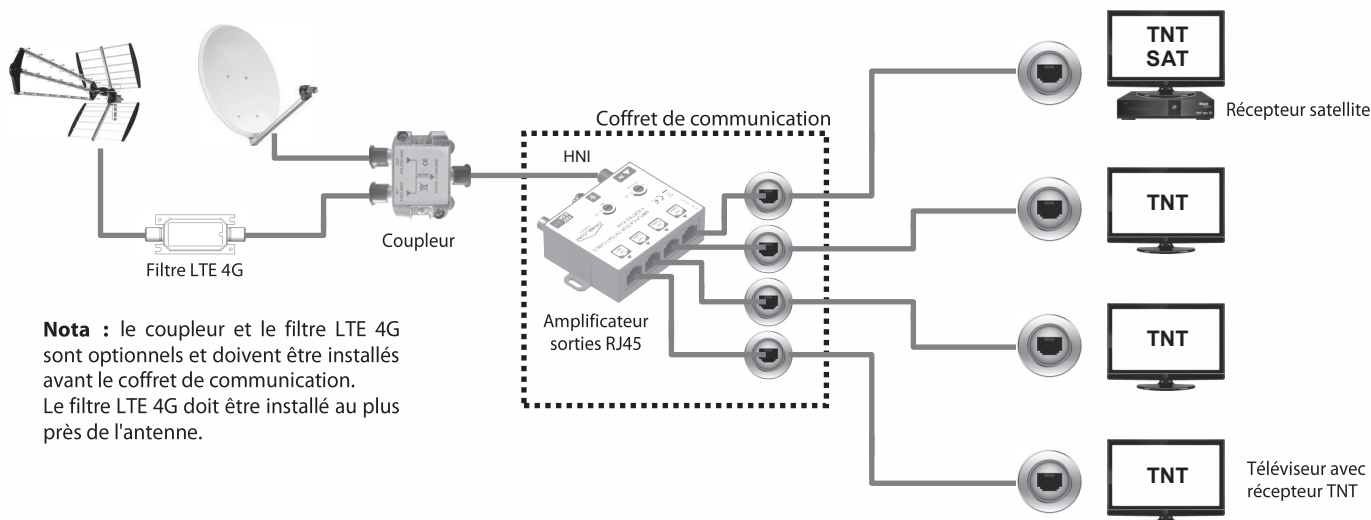 TNT
SAT
Récepteur satellite
Coffret de communication
HNI
TNT
Coupleur
Filtre LTE 4G
Amplificateur
sorties RJ45
Nota : le coupleur et le filtre LTE 4G
sont optionnels et doivent être installés
avant le coffret de communication.
Le filtre LTE 4G doit être installé au plus
près de l'antenne.
TNT
TNT
Téléviseur avec
récepteur TNT